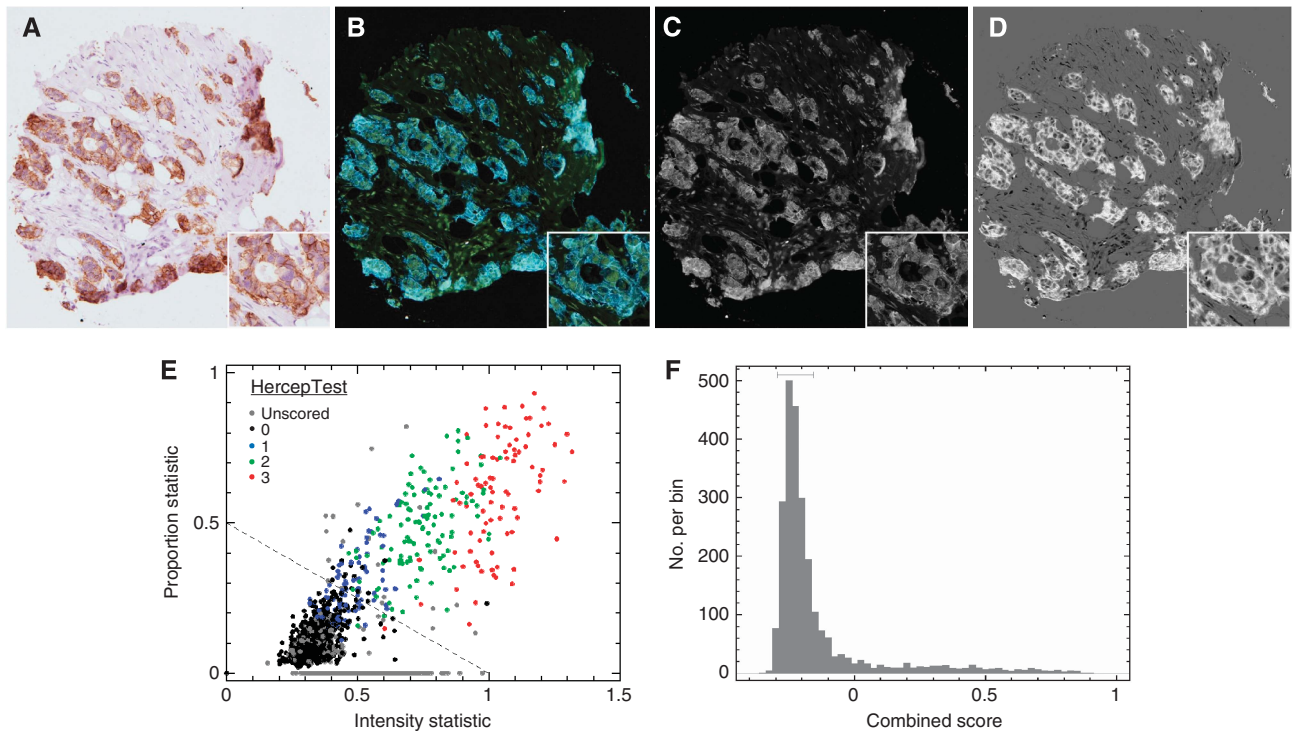 A
B
C
D
E
HercepTest
Unscored
0
1
2
3
1
0.5
0
Proportion statistic
0
0.5
1
1.5
Intensity statistic
F
500
400
300
200
100
0
No. per bin
0
0.5
1
Combined score